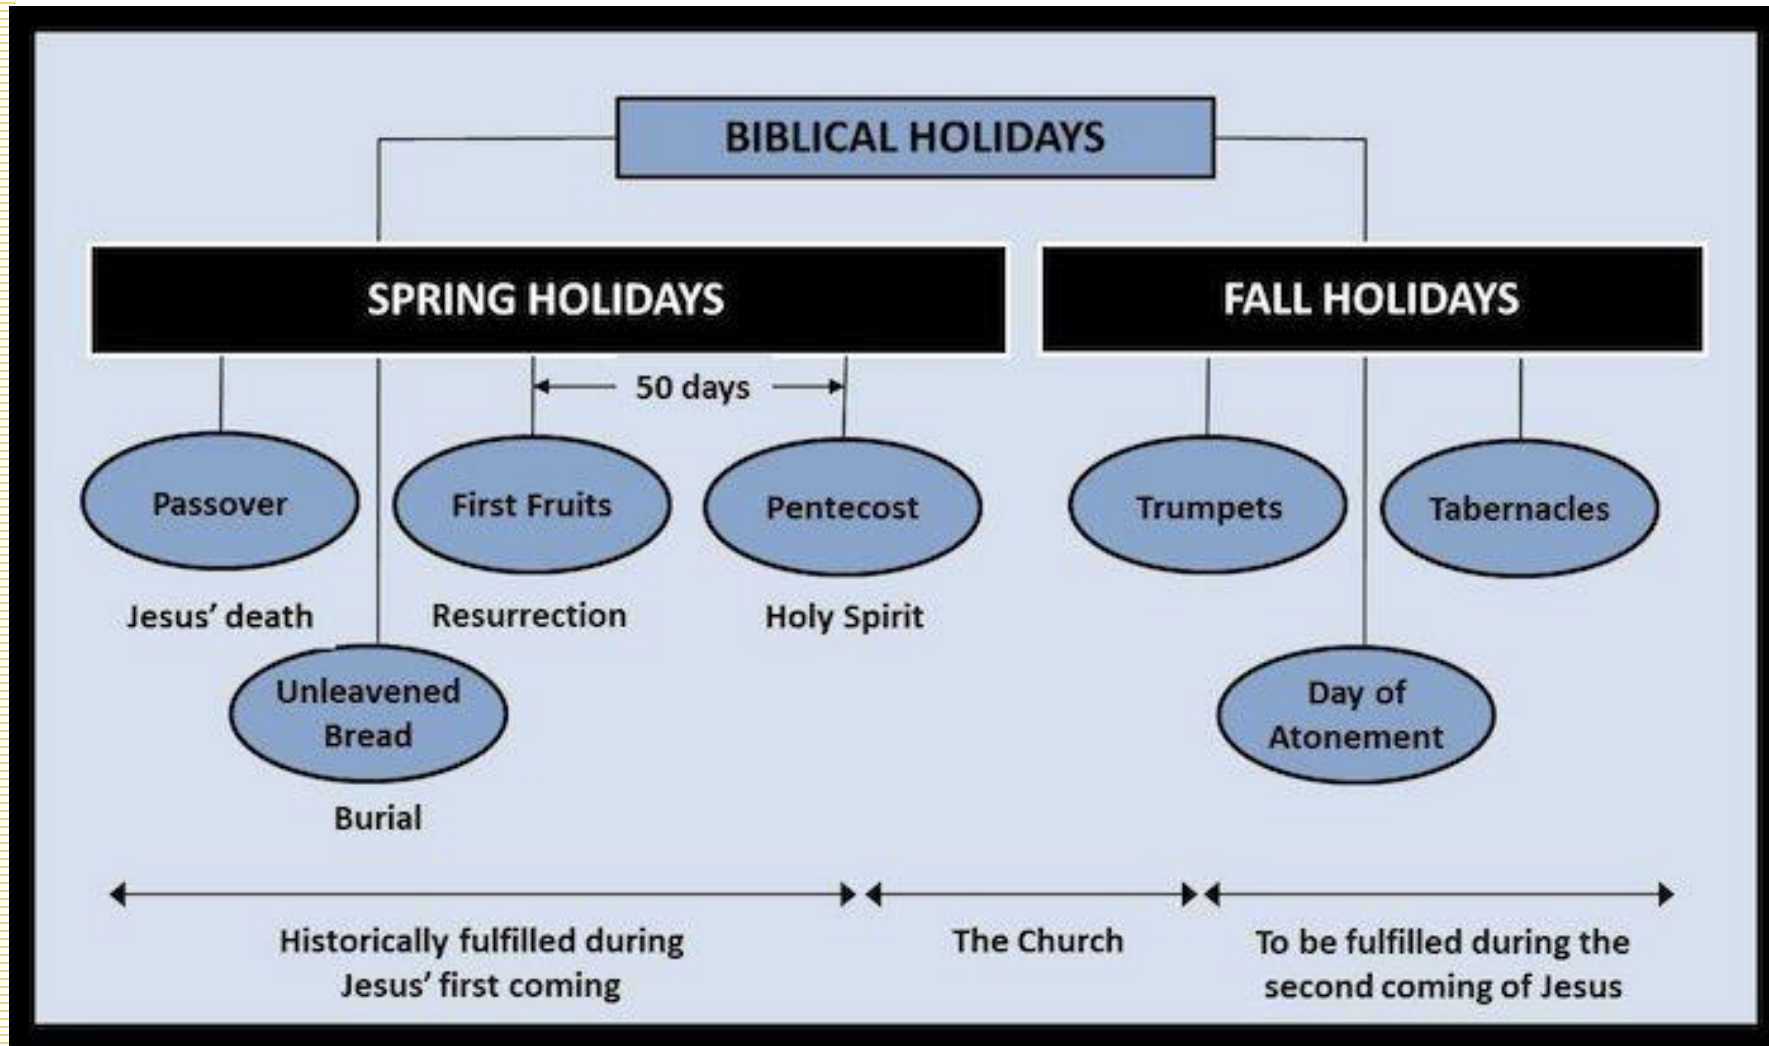 BIBLICAL HOLIDAYS
SPRING HOLIDAYS
FALL HOLIDAYS
50 days
Passover
First Fruits
Pentecost
Trumpets
Tabernacles
Jesus’ death
Resurrection
Holy Spirit
Unleavened
Bread
Day of
Atonement
Burial
Historically fulfilled during
Jesus’ first coming
The Church
To be fulfilled during the
second coming of Jesus